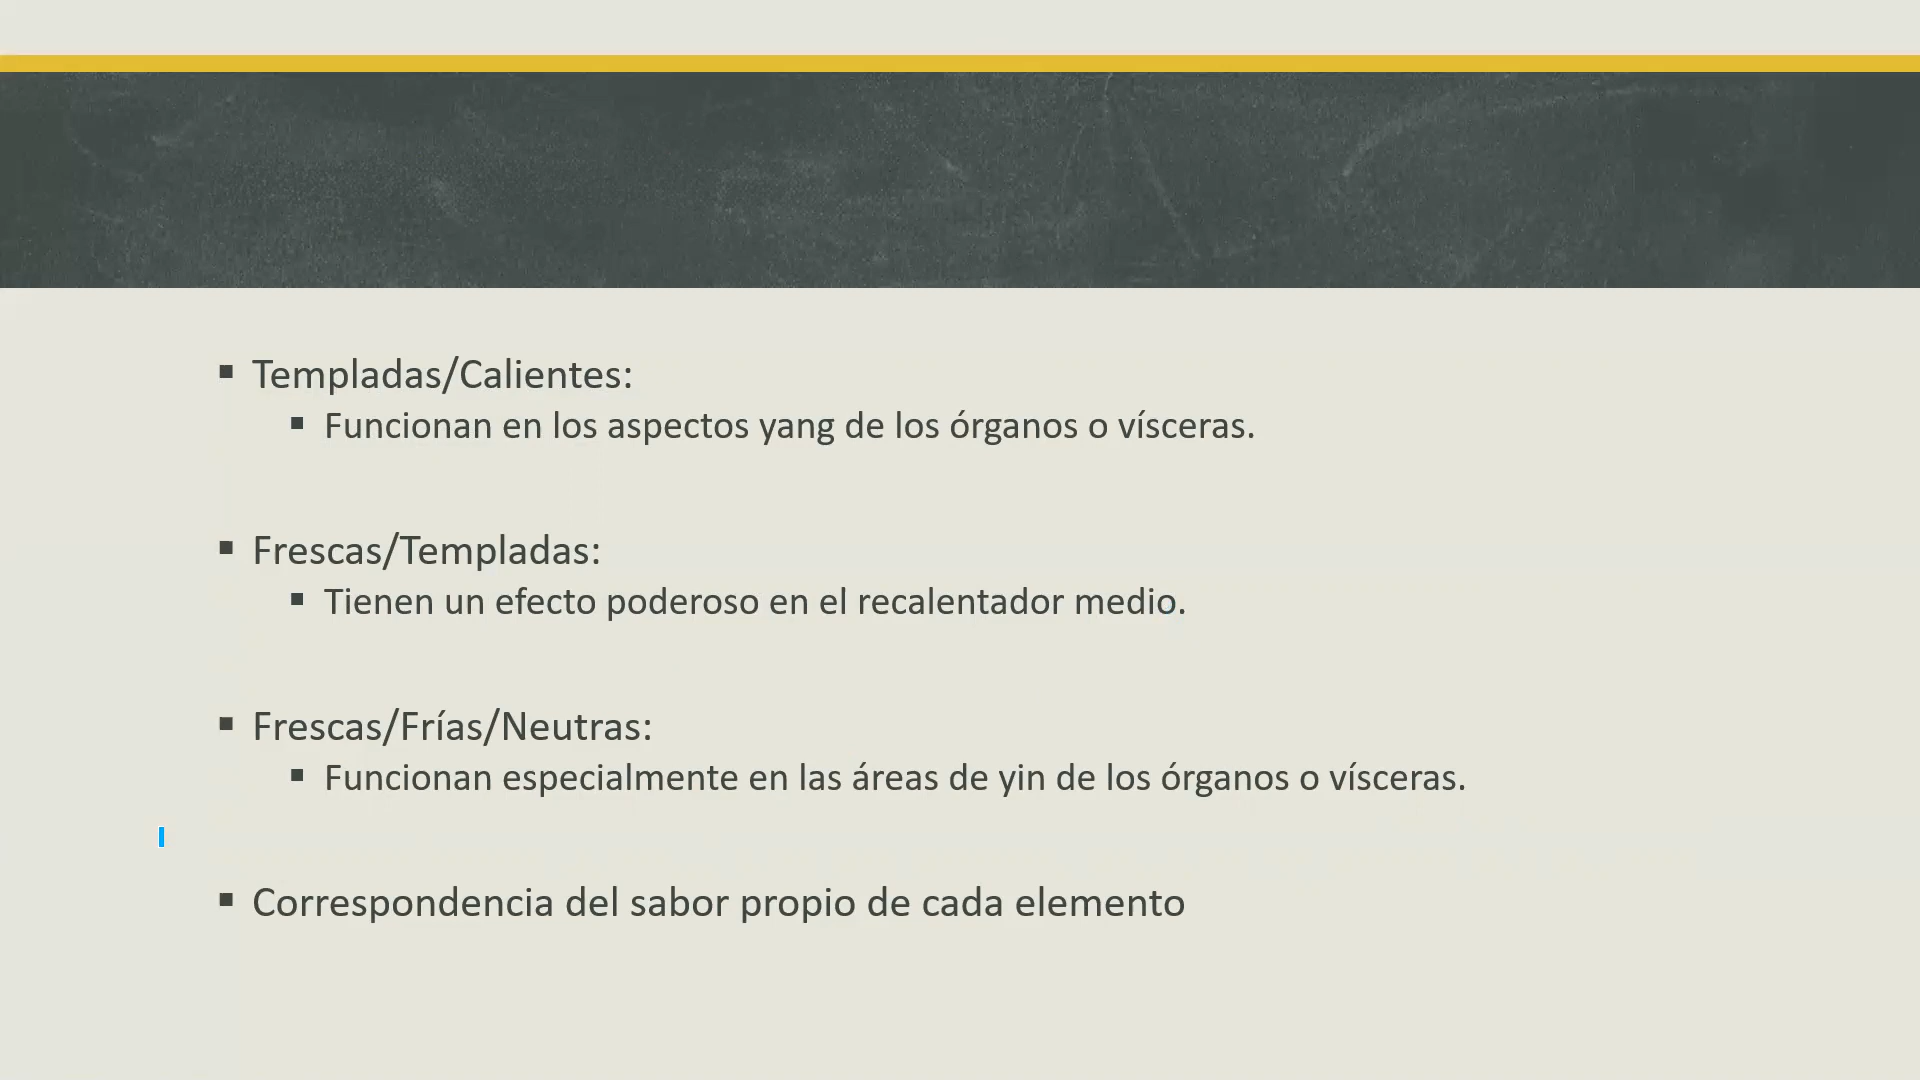 Templadas/Calientes:
Funcionan en los aspectos yang de los órganos o vísceras.
Frescas/Templadas:
Tienen un efecto poderoso en el recalentador medio.
Frescas/Frías/Neutras:
Funcionan especialmente en las áreas de yin de los órganos o vísceras.
Correspondencia del sabor propio de cada elemento